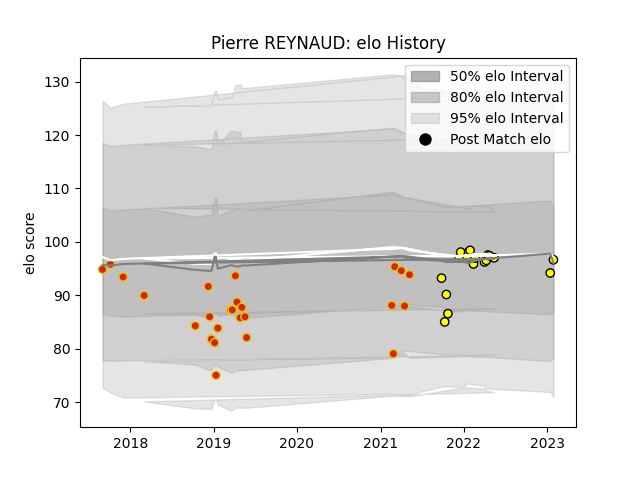 Pierre REYNAUD: elo History
50% elo Interval
80% elo Interval
95% elo Interval
Post Match elo
elo score
130
120
110
100
90
80
70
2018
2019
2020
2021
2022
2023